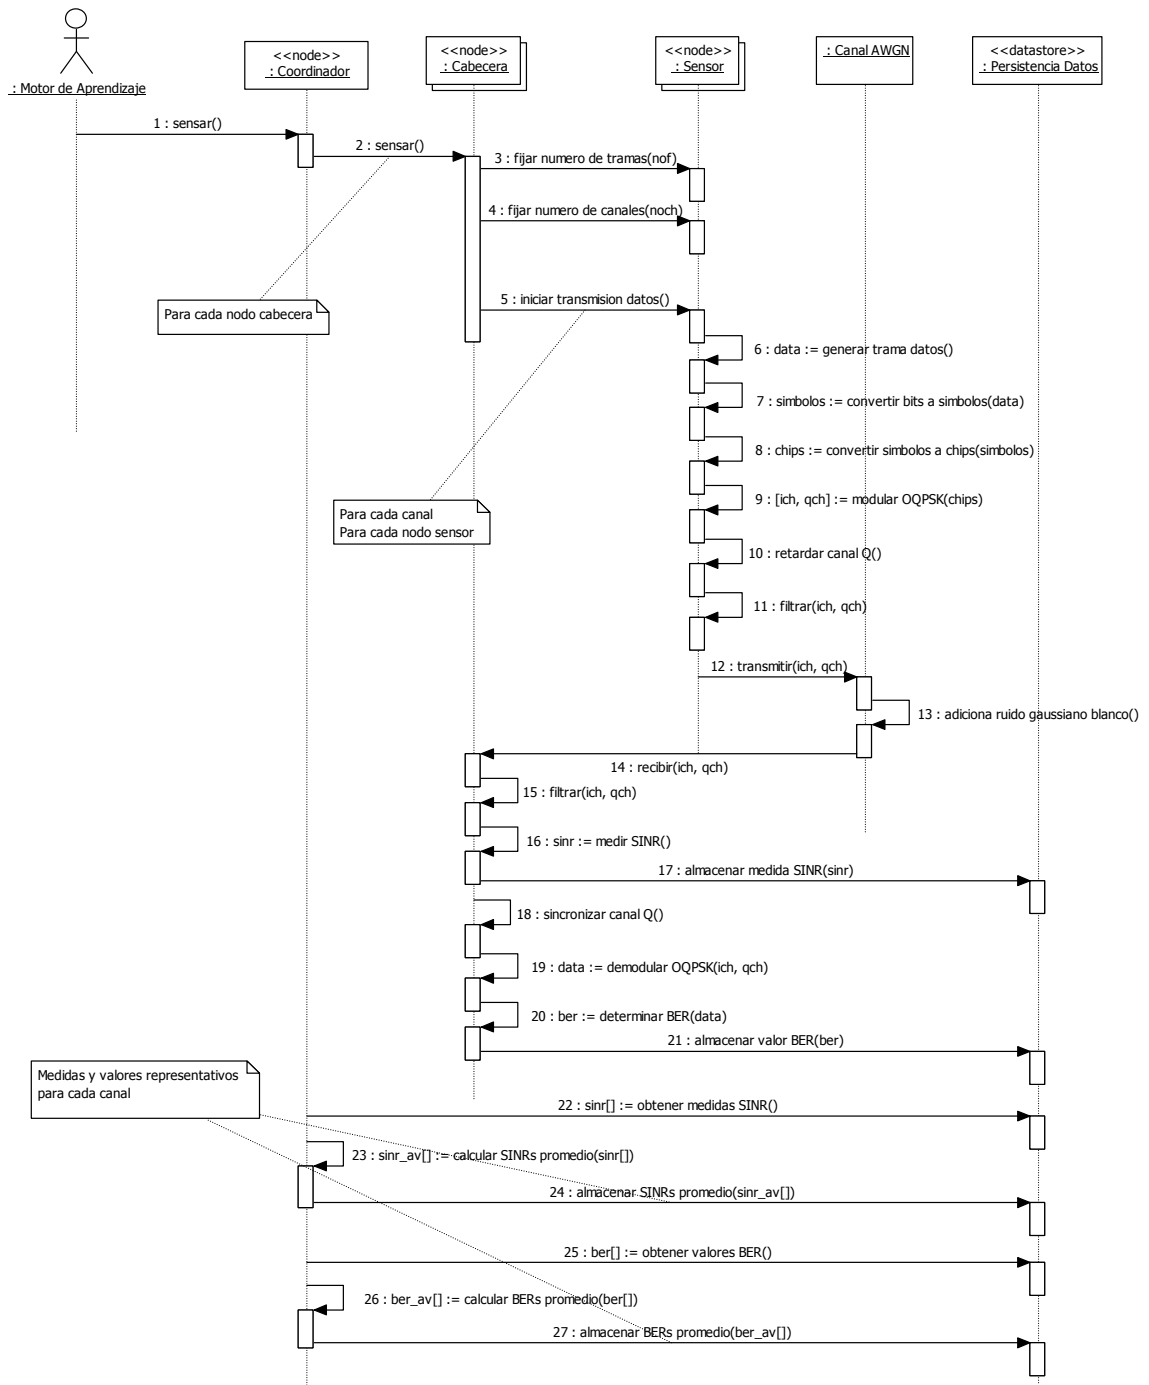 : Motor de Aprendizaje
<<node>>
: Coordinador
<<node>>
: Cabecera
<<node>>
: Sensor
: Canal AWGN
<<datastore>>
: Persistencia Datos
1 : sensar()
2 : sensar()
3 : fijar numero de tramas(nof)
4 : fijar numero de canales(noch)
Para cada nodo cabecera
5 : iniciar transmision datos()
6 : data := generar trama datos()
7 : simbolos := convertir bits a simbolos(data)
8 : chips := convertir simbolos a chips(simbolos)
9 : [ich, qch] := modular OQPSK(chips)
Para cada canal
Para cada nodo sensor
10 : retardar canal Q()
11 : filtrar(ich, qch)
12 : transmitir(ich, qch)
13 : adiciona ruido gaussiano blanco()
14 : recibir(ich, qch)
15 : filtrar(ich, qch)
16 : sinr := medir SINR()
17 : almacenar medida SINR(sinr)
18 : sincronizar canal Q()
19 : data := demodular OQPSK(ich, qch)
20 : ber := determinar BER(data)
21 : almacenar valor BER(ber)
Medidas y valores representativos
para cada canal
22 : sinr[] := obtener medidas SINR()
23 : sinr_av[] := calcular SINRs promedio(sinr[])
24 : almacenar SINRs promedio(sinr_av[])
25 : ber[] := obtener valores BER()
26 : ber_av[] := calcular BERs promedio(ber[])
27 : almacenar BERs promedio(ber_av[])